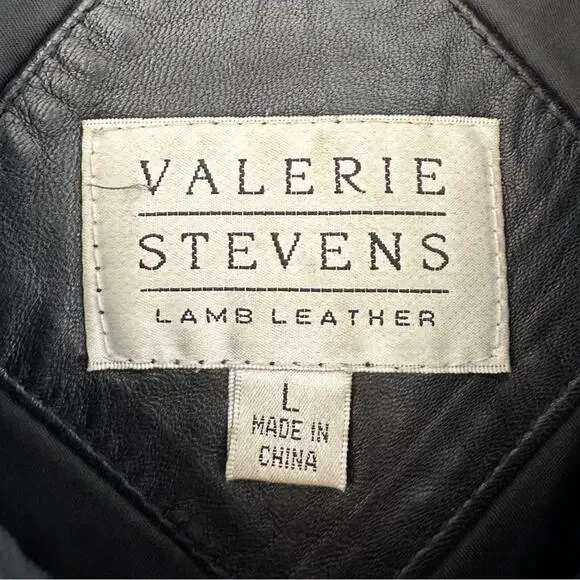 VALERIE
STEVENS
LAMB LEATHER
L
MADE IN
CHINA